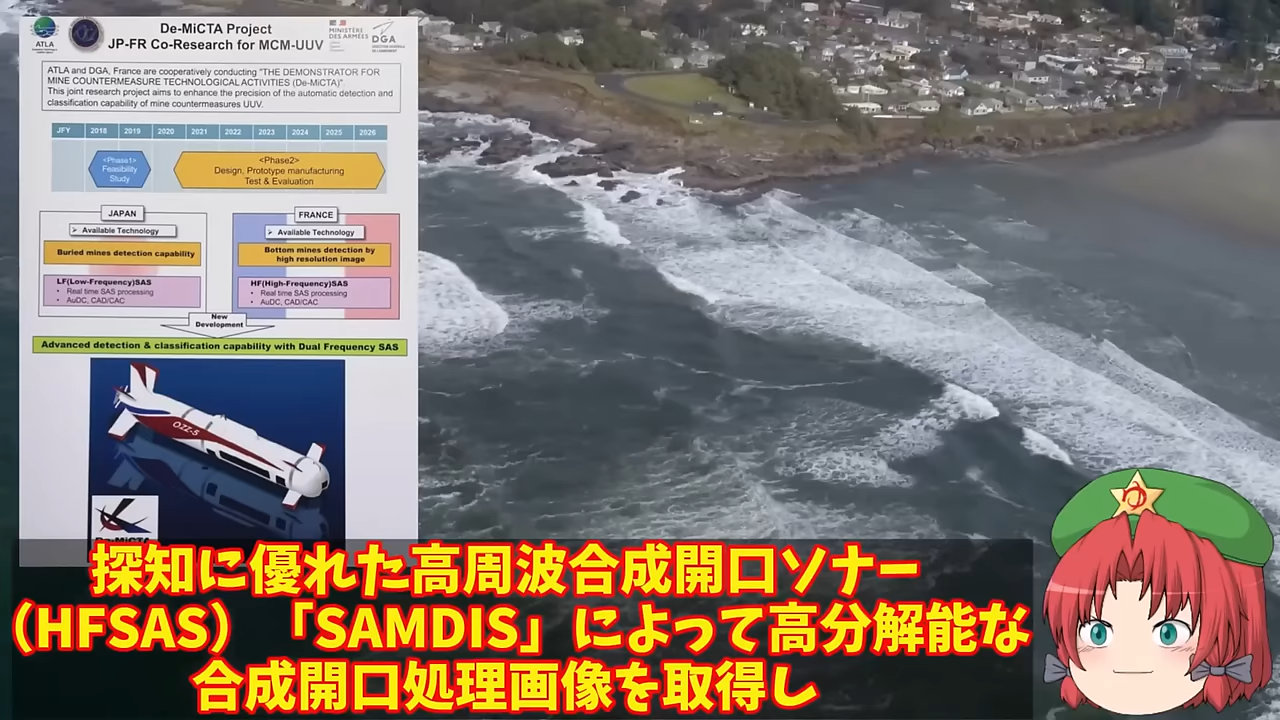 De-MiCTA Project
JP-FR Co-Research for MCM-UUV
ATLA
MINISTÈRE
DES ARMÉES
DGA
ATLA and DGA, France are cooperatively conducting "THE DEMONSTRATOR FOR
MINE COUNTERMEASURE TECHNOLOGICAL ACTIVITIES (De-MiCTA)"
This joint research project aims to enhance the precision of the automatic detection and
classification capability of mine countermeasures UUV.
JFY 2018 2019 2020 2021 2022 2023 2024 2025 2026
<Phase1>
Feasibility
Study
<Phase2>
Design, Prototype manufacturing
Test & Evaluation
JAPAN
➢ Available Technology
Buried mines detection capability
LF(Low-Frequency)SAS
• Real time SAS processing
• AuDC, CAD/CAC
FRANCE
➢ Available Technology
Bottom mines detection by
high resolution image
HF(High-Frequency)SAS
• Real time SAS processing
• AuDC, CAD/CAC
New
Development
Advanced detection & classification capability with Dual Frequency SAS
OZZ-5
De-MiCTA
探知に優れた高周波合成開口ソナー
（HFSAS）「SAMDIS」によって高分解能な
合成開口処理画像を取得し